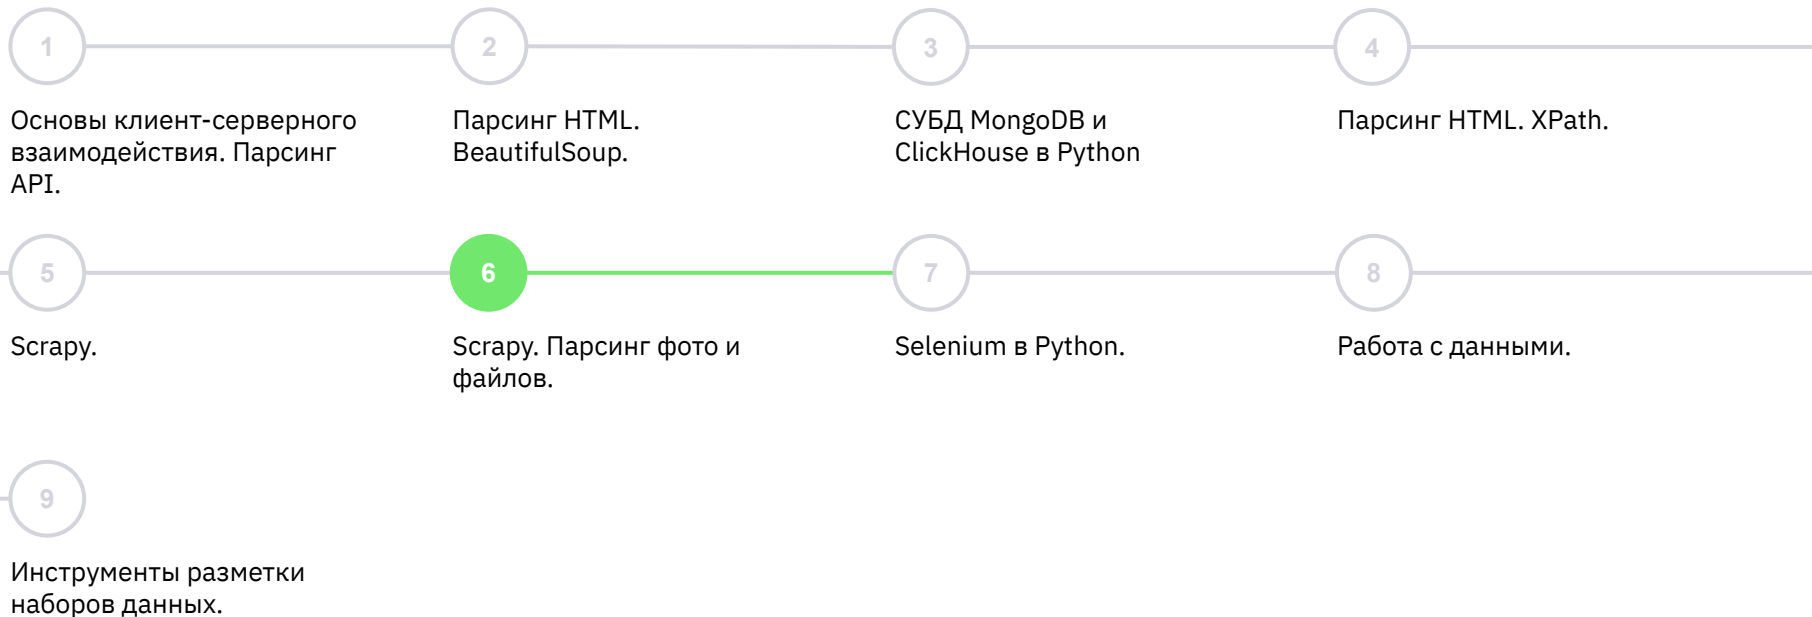 1
2
3
4
Основы клиент-серверного
взаимодействия. Парсинг
API.
Парсинг HTML.
BeautifulSoup.
СУБД MongoDB и
ClickHouse в Python
Парсинг HTML. XPath.
5
6
7
8
Scrapy.
Scrapy. Парсинг фото и
файлов.
Selenium в Python.
Работа с данными.
9
Инструменты разметки
наборов данных.